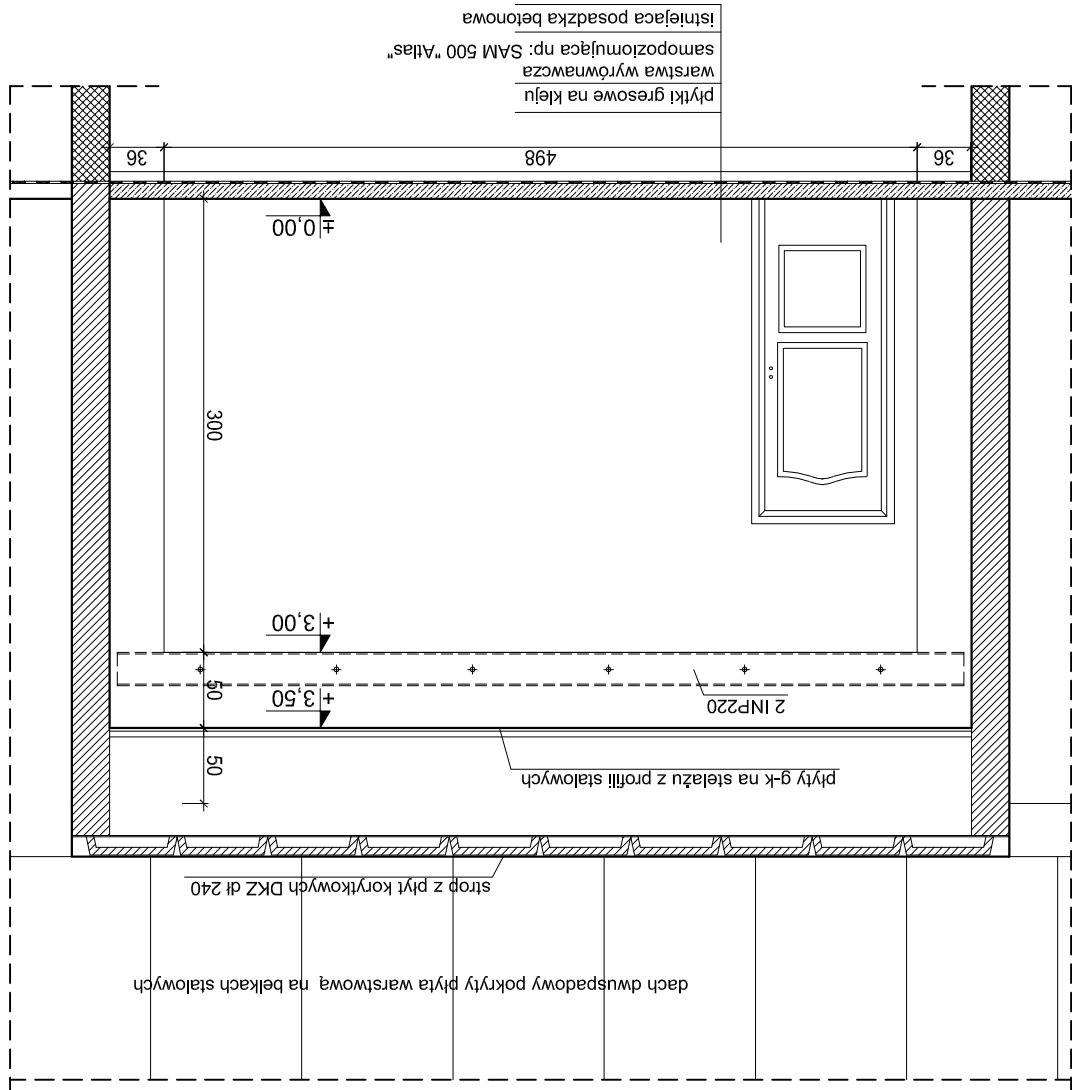 dach dwuspadowy pokryty płyta warstwową na belkach stalowych
strop z płyt korytkowych DKZ dł 240
płyty g-k na stelażu z profili stalowych
50
2 INP220
+ 3,50
50
+ 3,00
300
± 0,00
36
498
36
płytki gresowe na kleju
warstwa wyrównawcza
samopoziomująca np: SAM 500 "Atlas"
istniejaca posadzka betonowa